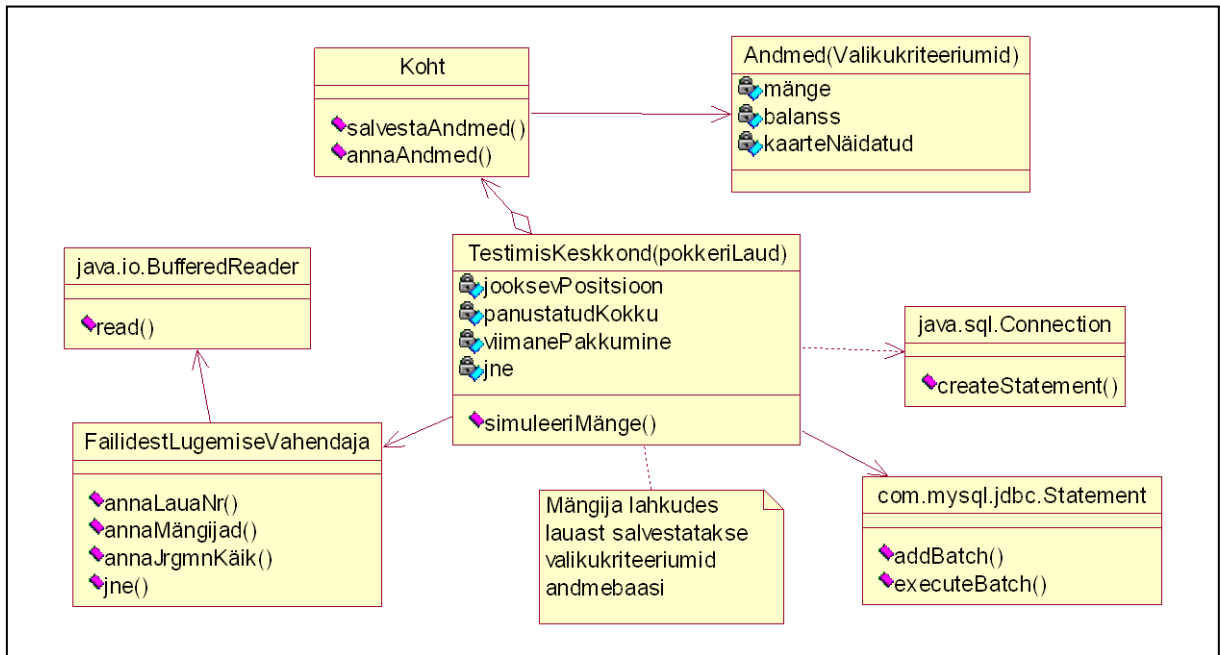 Koht
salvestaAndmed()
annaAndmed()
Andmed(Valikukriteeriumid)
mänge
balanss
kaarteNäidatud
java.io.BufferedReader
read()
TestimisKeskkond(pokkeriLaud)
jooksevPositsioon
panustatudKokku
viimanePakkumine
jne
simuleeriMänge()
java.sql.Connection
createStatement()
FailidestLugemiseVahendaja
annaLauaNr()
annaMängijad()
annaJrgmnKäik()
jne()
Mängija lahkudes
lauast salvestatakse
valikukriteeriumid
andmebaasi
com.mysql.jdbc.Statement
addBatch()
executeBatch()